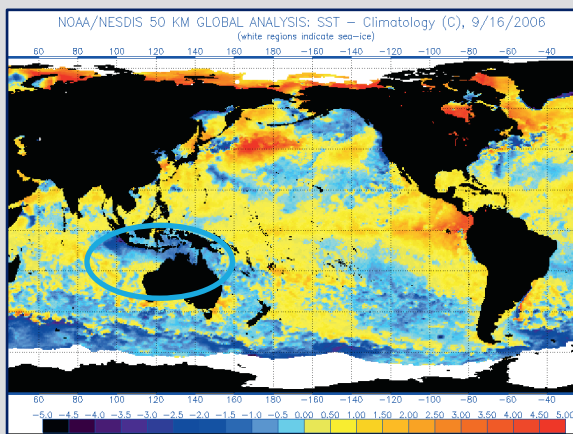 NOAA/NESDIS 50 KM GLOBAL ANALYSIS: SST - Climatology (C), 9/16/2006
(white regions indicate sea-ice)
60 80 100 120 140 160 180 -160 -140 -120 -100 -80 -60 -40
60 80 100 120 140 160 180 -160 -140 -120 -100 -80 -60 -40
-5.0 -4.5 -4.0 -3.5 -3.0 -2.5 -2.0 -1.5 -1.0 -0.5 0.00 0.50 1.00 1.50 2.00 2.50 3.00 3.50 4.00 4.50 5.00